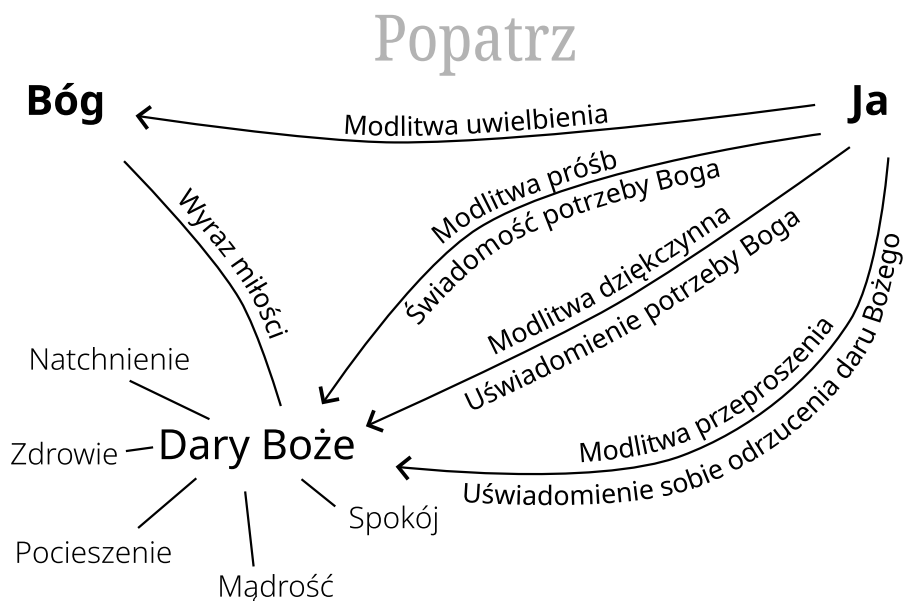 Popatrz
Bóg
Ja
Modlitwa uwielbienia
Modlitwa próśb
Świadomość potrzeby Boga
Wyraz miłości
Modlitwa dziękczynna
Uświadomienie potrzeby Boga
Modlitwa przeproszenia
Uświadomienie sobie odrzucenia daru Bożego
Natchnienie
Dary Boże
Zdrowie
Spokój
Pocieszenie
Mądrość